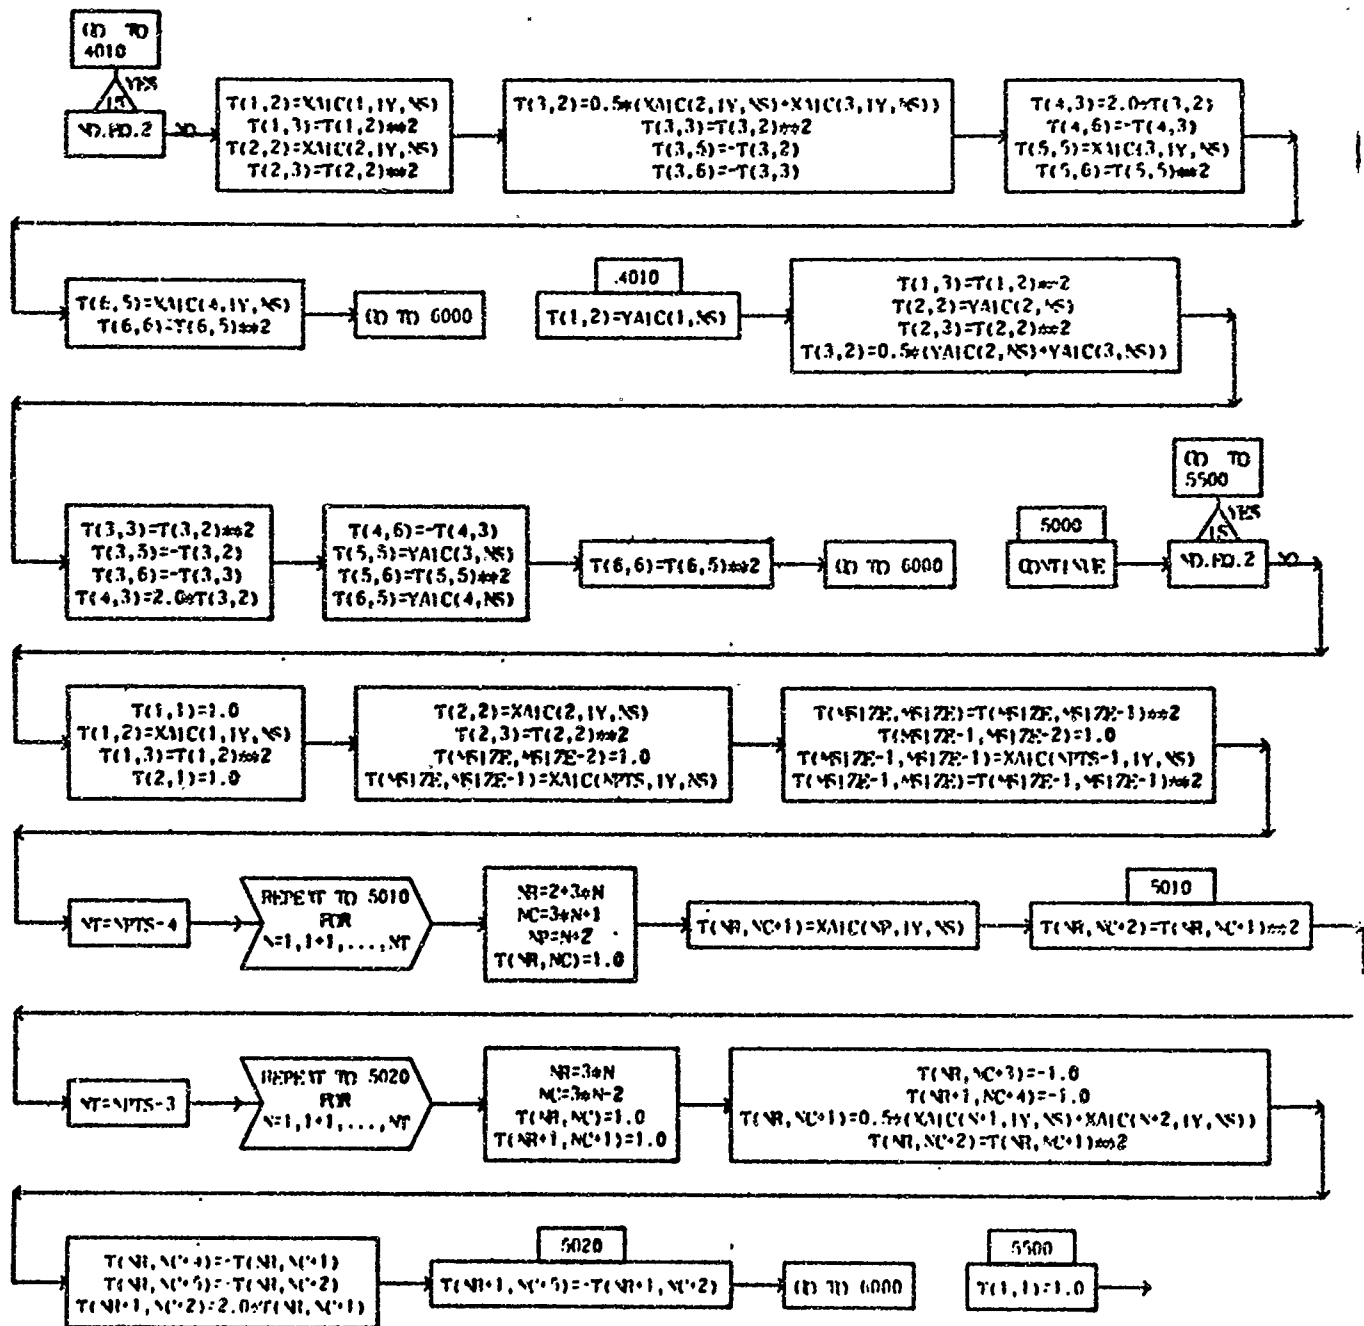 GO TO
4010
YES
IS
ND.EQ.2
NO
T(1,2)=XAIC(1,IY,NS)
T(1,3)=T(1,2)**2
T(2,2)=XAIC(2,IY,NS)
T(2,3)=T(2,2)**2
T(3,2)=0.5*(XAIC(2,IY,NS)+XAIC(3,IY,NS))
T(3,3)=T(3,2)**2
T(3,5)=-T(3,2)
T(3,6)=-T(3,3)
T(4,3)=2.0*T(3,2)
T(4,6)=-T(4,3)
T(5,5)=XAIC(3,IY,NS)
T(5,6)=T(5,5)**2
T(6,5)=XAIC(4,IY,NS)
T(6,6)=T(6,5)**2
GO TO 6000
4010
T(1,2)=YAIC(1,NS)
T(1,3)=T(1,2)**2
T(2,2)=YAIC(2,NS)
T(2,3)=T(2,2)**2
T(3,2)=0.5*(YAIC(2,NS)+YAIC(3,NS))
T(3,3)=T(3,2)**2
T(3,5)=-T(3,2)
T(3,6)=-T(3,3)
T(4,3)=2.0*T(3,2)
T(4,6)=-T(4,3)
T(5,5)=YAIC(3,NS)
T(5,6)=T(5,5)**2
T(6,5)=YAIC(4,NS)
T(6,6)=T(6,5)**2
GO TO 6000
5000
CONTINUE
GO TO
5500
YES
IS
ND.EQ.2
NO
T(1,1)=1.0
T(1,2)=XAIC(1,IY,NS)
T(1,3)=T(1,2)**2
T(2,1)=1.0
T(2,2)=XAIC(2,IY,NS)
T(2,3)=T(2,2)**2
T(MSIZE,MSIZE-2)=1.0
T(MSIZE,MSIZE-1)=XAIC(NPTS,IY,NS)
T(MSIZE,MSIZE)=T(MSIZE,MSIZE-1)**2
T(MSIZE-1,MSIZE-2)=1.0
T(MSIZE-1,MSIZE-1)=XAIC(NPTS-1,IY,NS)
T(MSIZE-1,MSIZE)=T(MSIZE-1,MSIZE-1)**2
NT=NPTS-4
REPEAT TO 5010
FOR
N=1,1+1,...,NT
NR=2+3*N
NC=3*N+1
NP=N+2
T(NR,NC)=1.0
T(NR,NC+1)=XAIC(NP,IY,NS)
5010
T(NR,NC+2)=T(NR,NC+1)**2
NT=NPTS-3
REPEAT TO 5020
FOR
N=1,1+1,...,NT
NR=3*N
NC=3*N-2
T(NR,NC)=1.0
T(NR+1,NC+1)=1.0
T(NR,NC+3)=-1.0
T(NR+1,NC+4)=-1.0
T(NR,NC+1)=0.5*(XAIC(N+1,IY,NS)+XAIC(N+2,IY,NS))
T(NR,NC+2)=T(NR,NC+1)**2
T(NR,NC+4)=-T(NR,NC+1)
T(NR,NC+5)=-T(NR,NC+2)
T(NR+1,NC+2)=2.0*T(NR,NC+1)
5020
T(NR+1,NC+5)=-T(NR+1,NC+2)
GO TO 6000
5500
T(1,1)=1.0